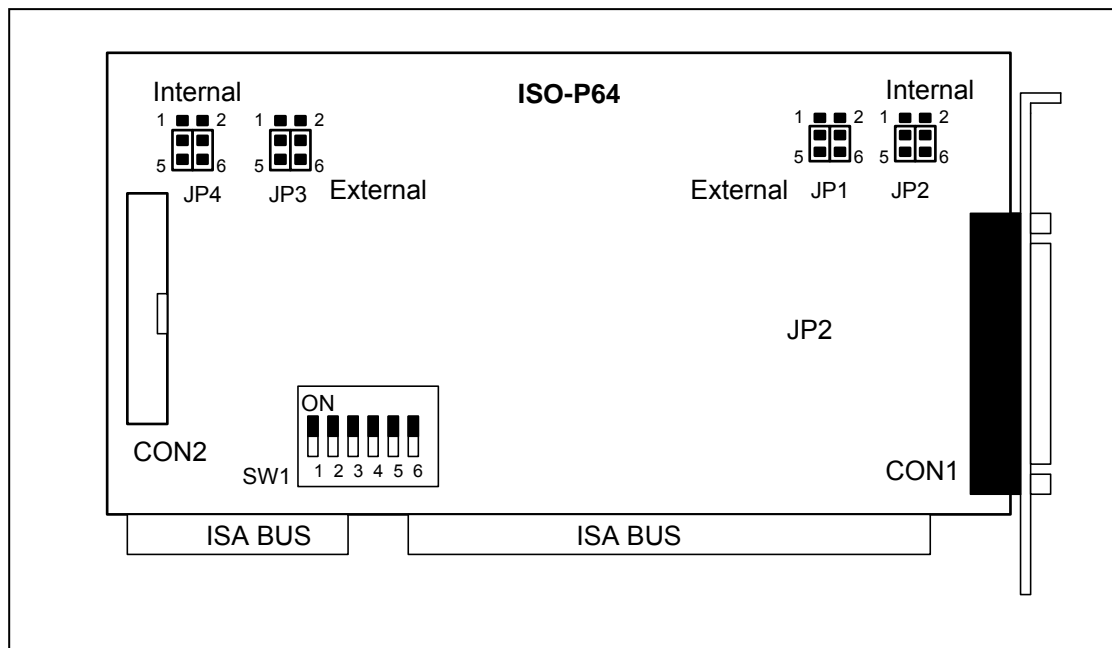 ISO-P64
Internal
1 2
5 6
JP4
1 2
5 6
JP3
External
Internal
1 2
5 6
JP1
1 2
5 6
JP2
External
JP2
ON
1 2 3 4 5 6
SW1
CON2
CON1
ISA BUS
ISA BUS